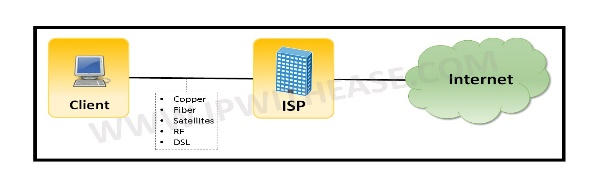 Client
• Copper
• Fiber
• Satellites
• RF
• DSL
ISP
Internet
WWW.IPWITHEASE.COM